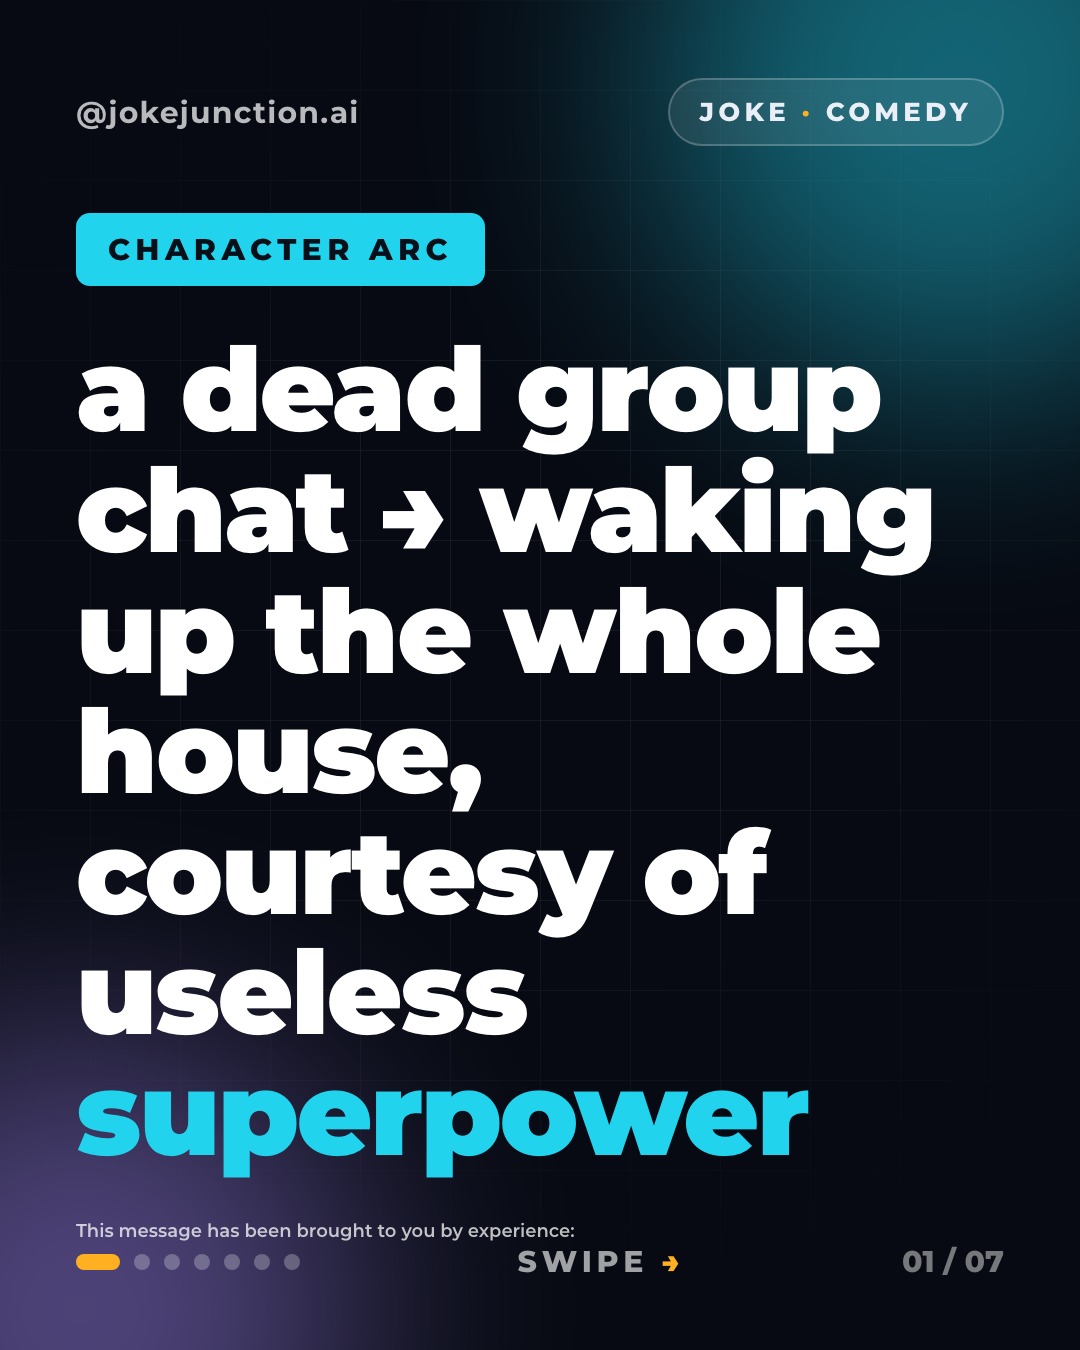 @jokejunction.ai
JOKE • COMEDY
CHARACTER ARC
a dead group
chat → waking
up the whole
house,
courtesy of
useless
superpower
This message has been brought to you by experience:
SWIPE →
01 / 07